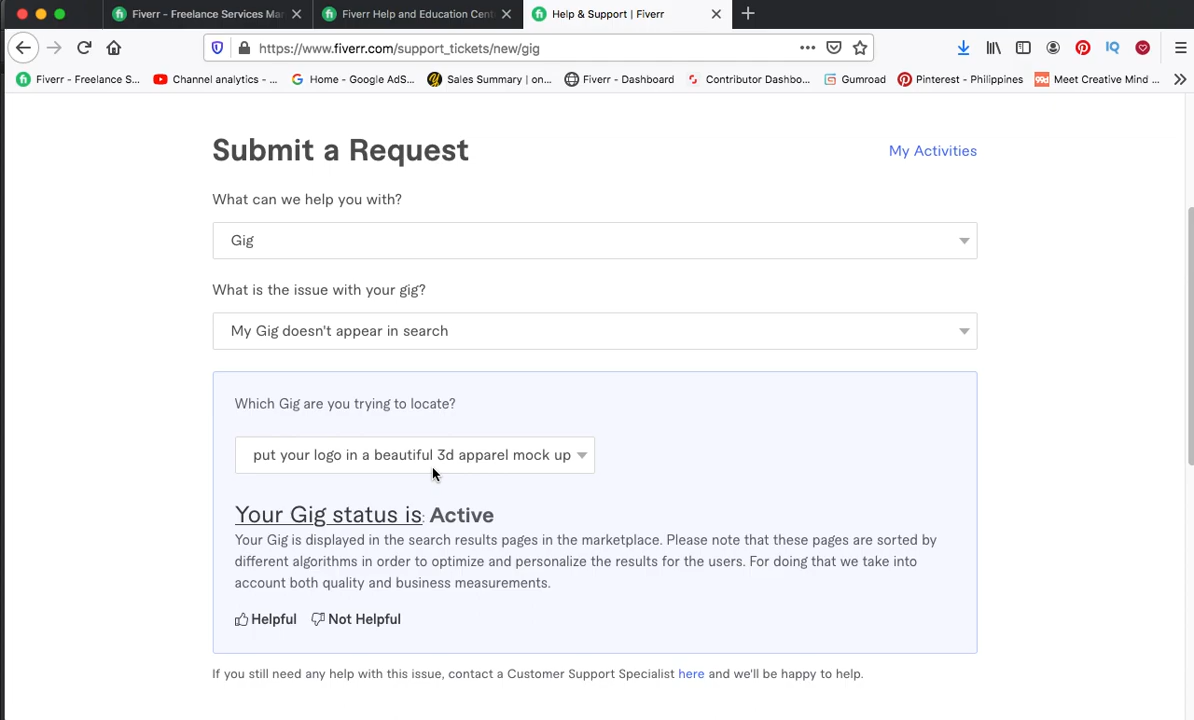 Fiverr - Freelance Services Mar
Fiverr Help and Education Cent
Help & Support | Fiverr
https://www.fiverr.com/support_tickets/new/gig
Fiverr - Freelance S...
Channel analytics - ...
Home - Google AdS...
Sales Summary | on...
Fiverr - Dashboard
Contributor Dashbo...
Gumroad
Pinterest - Philippines
99d
Meet Creative Mind ...
Submit a Request
My Activities
What can we help you with?
Gig
What is the issue with your gig?
My Gig doesn't appear in search
Which Gig are you trying to locate?
put your logo in a beautiful 3d apparel mock up
Your Gig status is: Active
Your Gig is displayed in the search results pages in the marketplace. Please note that these pages are sorted by
different algorithms in order to optimize and personalize the results for the users. For doing that we take into
account both quality and business measurements.
Helpful Not Helpful
If you still need any help with this issue, contact a Customer Support Specialist here and we'll be happy to help.